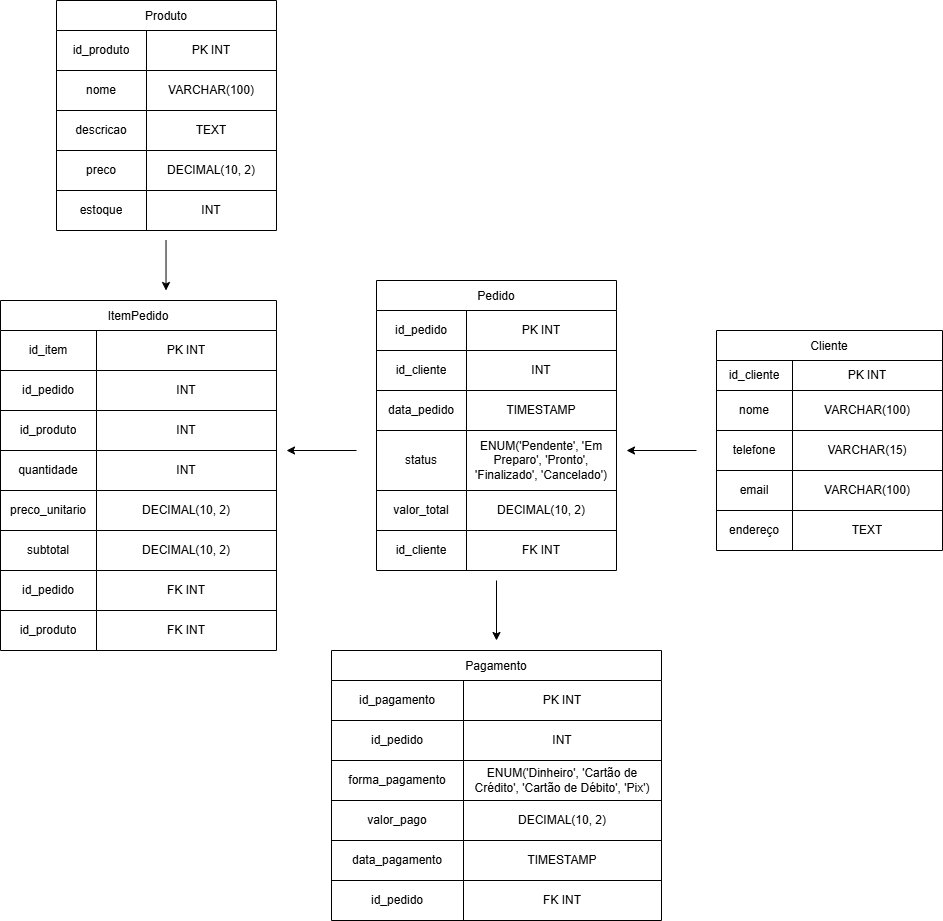 Produto
id_produto PK INT
nome VARCHAR(100)
descricao TEXT
preco DECIMAL(10, 2)
estoque INT
ItemPedido
id_item PK INT
id_pedido INT
id_produto INT
quantidade INT
preco_unitario DECIMAL(10, 2)
subtotal DECIMAL(10, 2)
id_pedido FK INT
id_produto FK INT
Pedido
id_pedido PK INT
id_cliente INT
data_pedido TIMESTAMP
status ENUM('Pendente', 'Em
Preparo', 'Pronto',
'Finalizado', 'Cancelado')
valor_total DECIMAL(10, 2)
id_cliente FK INT
Cliente
id_cliente PK INT
nome VARCHAR(100)
telefone VARCHAR(15)
email VARCHAR(100)
endereço TEXT
Pagamento
id_pagamento PK INT
id_pedido INT
forma_pagamento ENUM('Dinheiro', 'Cartão de
Crédito', 'Cartão de Débito', 'Pix')
valor_pago DECIMAL(10, 2)
data_pagamento TIMESTAMP
id_pedido FK INT